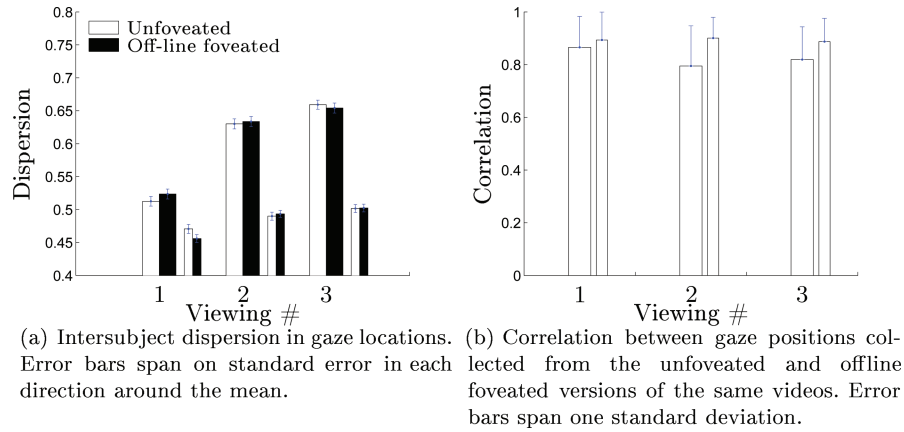 0.8
0.75
0.7
0.65
0.6
0.55
0.5
0.45
0.4
Dispersion
Unfoveated
Off-line foveated
1 2 3
Viewing #
(a) Intersubject dispersion in gaze locations.
Error bars span on standard error in each
direction around the mean.
1
0.8
0.6
0.4
0.2
0
Correlation
1 2 3
Viewing #
(b) Correlation between gaze positions col-
lected from the unfoveated and offline
foveated versions of the same videos. Error
bars span one standard deviation.